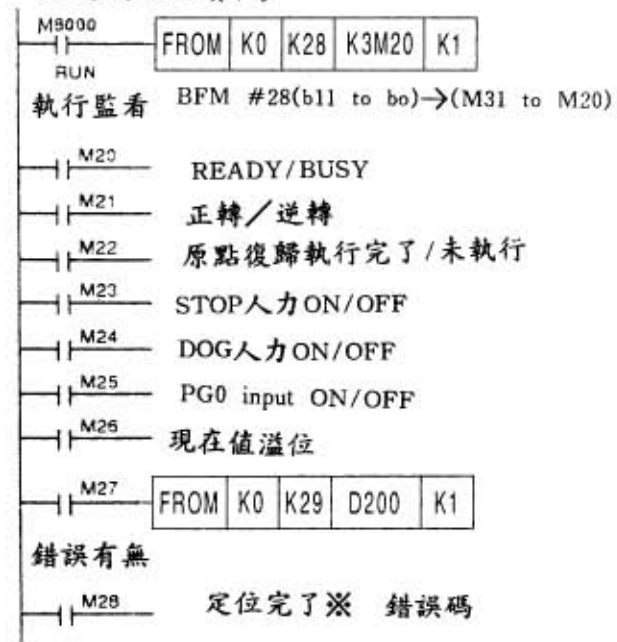 M8000
FROM K0 K28 K3M20 K1
RUN
執行監看 BFM #28(b11 to bo)→(M31 to M20)
M20 READY/BUSY
M21 正轉／逆轉
M22 原點復歸執行完了/未執行
M23 STOP人力ON/OFF
M24 DOG人力ON/OFF
M25 PG0 input ON/OFF
M26 現在值溢位
M27 FROM K0 K29 D200 K1
錯誤有無
M28 定位完了※ 錯誤碼